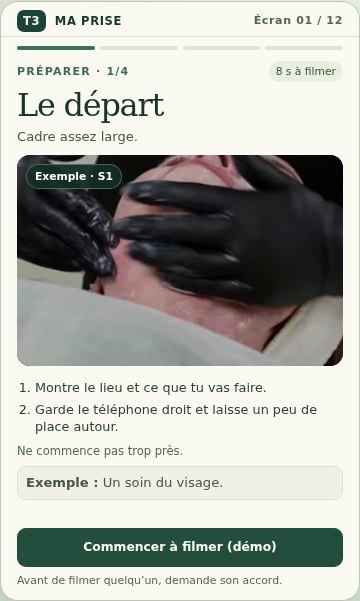 T3 MA PRISE
Écran 01 / 12
PRÉPARER · 1/4
8 s à filmer
Le départ
Cadre assez large.
Exemple · S1
1. Montre le lieu et ce que tu vas faire.
2. Garde le téléphone droit et laisse un peu de
place autour.
Ne commence pas trop près.
Exemple : Un soin du visage.
Commencer à filmer (démo)
Avant de filmer quelqu’un, demande son accord.